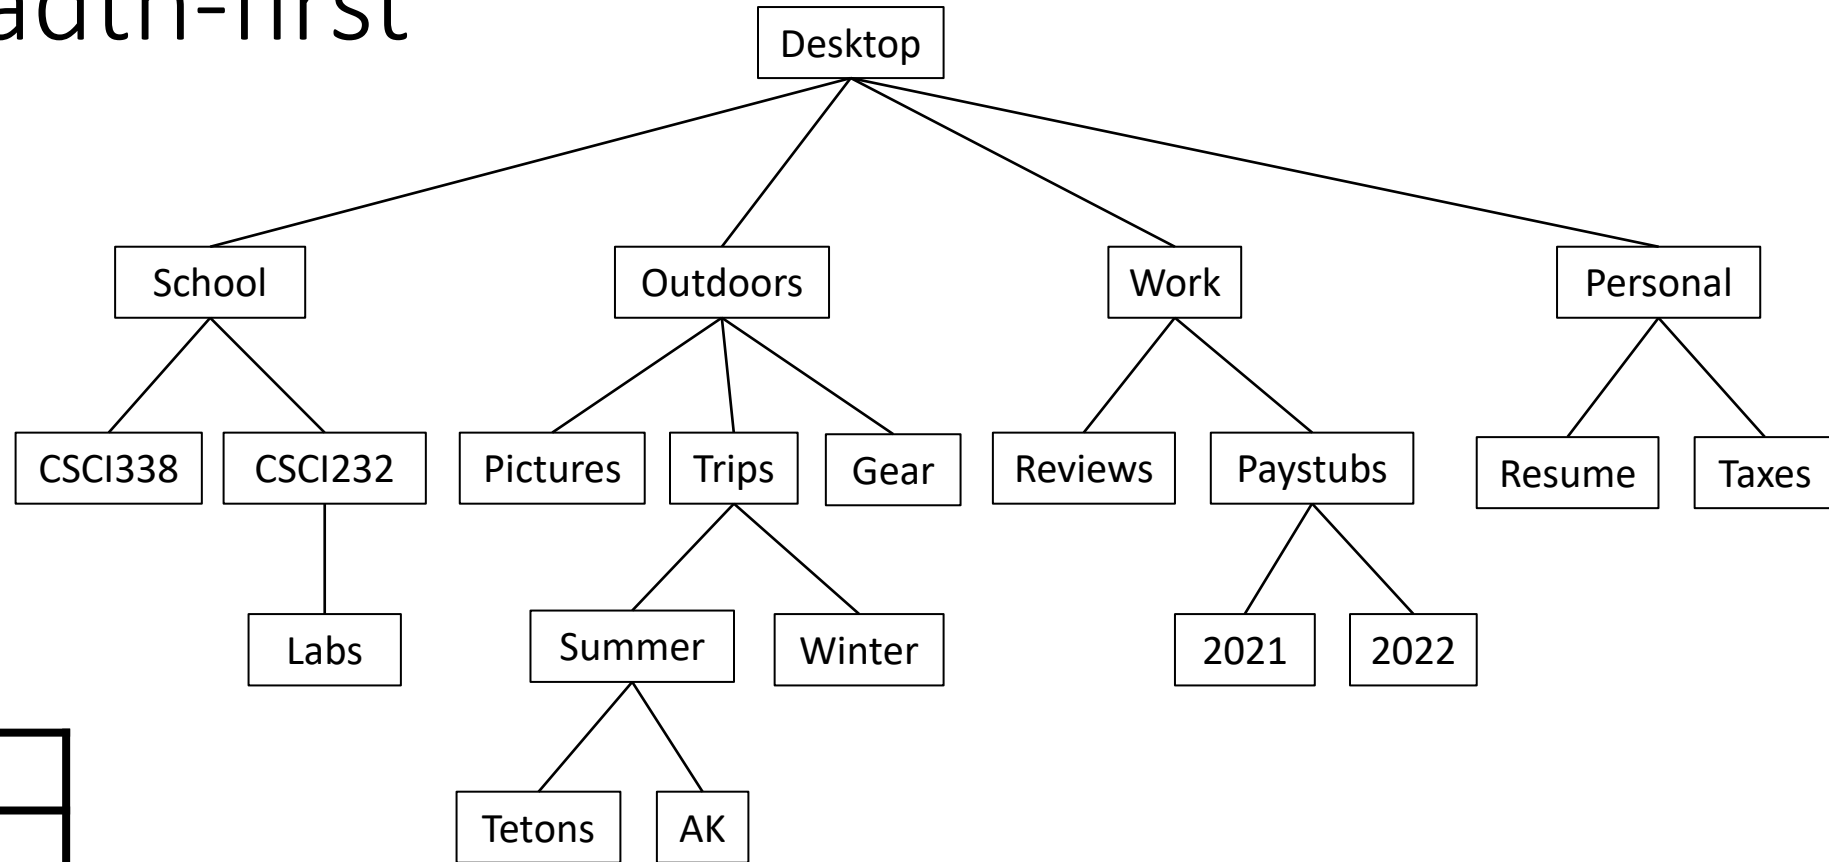 adth-first
Desktop
School Outdoors Work Personal
CSCI338 CSCI232 Pictures Trips Gear Reviews Paystubs Resume Taxes
Labs Summer Winter 2021 2022
Tetons AK